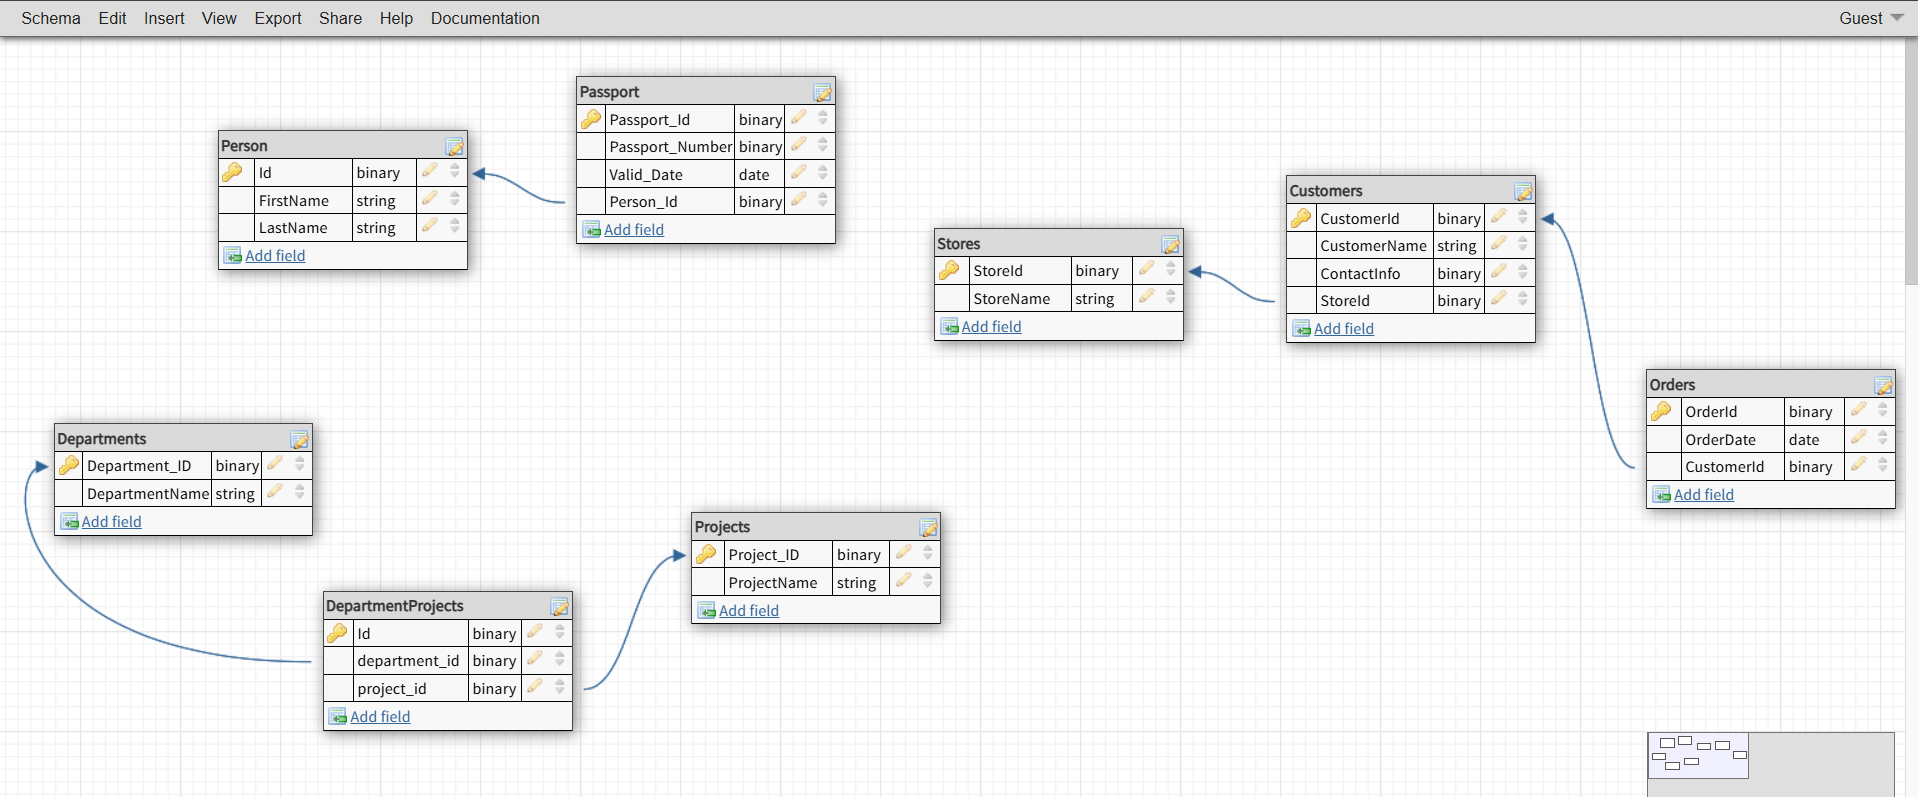 Schema Edit Insert View Export Share Help Documentation Guest
Passport
Passport_Id binary
Passport_Number binary
Valid_Date date
Person_Id binary
Add field
Person
Id binary
FirstName string
LastName string
Add field
Customers
CustomerId binary
CustomerName string
ContactInfo binary
StoreId binary
Add field
Stores
StoreId binary
StoreName string
Add field
Orders
OrderId binary
OrderDate date
CustomerId binary
Add field
Departments
Department_ID binary
DepartmentName string
Add field
Projects
Project_ID binary
ProjectName string
Add field
DepartmentProjects
Id binary
department_id binary
project_id binary
Add field